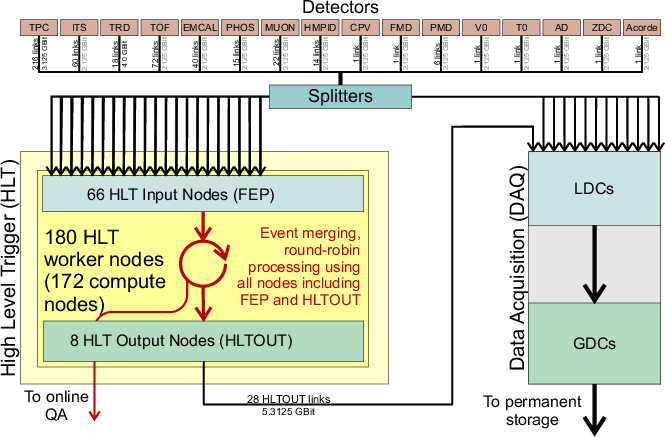 Detectors
TPC ITS TRD TOF EMCAL PHOS MUON HMPID CPV FMD PMD V0 T0 AD ZDC Acorde
216 links 3.125 GBit
60 links 2.125 GBit
18 links 4.0 GBit
72 links 2.125 GBit
40 links 2.125 GBit
15 links 2.125 GBit
22 links 2.125 GBit
14 links 2.125 GBit
1 link 2.125 GBit
1 link 2.125 GBit
6 links 2.125 GBit
1 link 2.125 GBit
1 link 2.125 GBit
1 link 2.125 GBit
1 link 2.125 GBit
1 link 2.125 GBit
Splitters
High Level Trigger (HLT)
66 HLT Input Nodes (FEP)
180 HLT
worker nodes
(172 compute
nodes)
Event merging,
round-robin
processing using
all nodes including
FEP and HLTOUT
8 HLT Output Nodes (HLTOUT)
To online
QA
28 HLTOUT links
5.3125 GBit
Data Acquisition (DAQ)
LDCs
GDCs
To permanent
storage